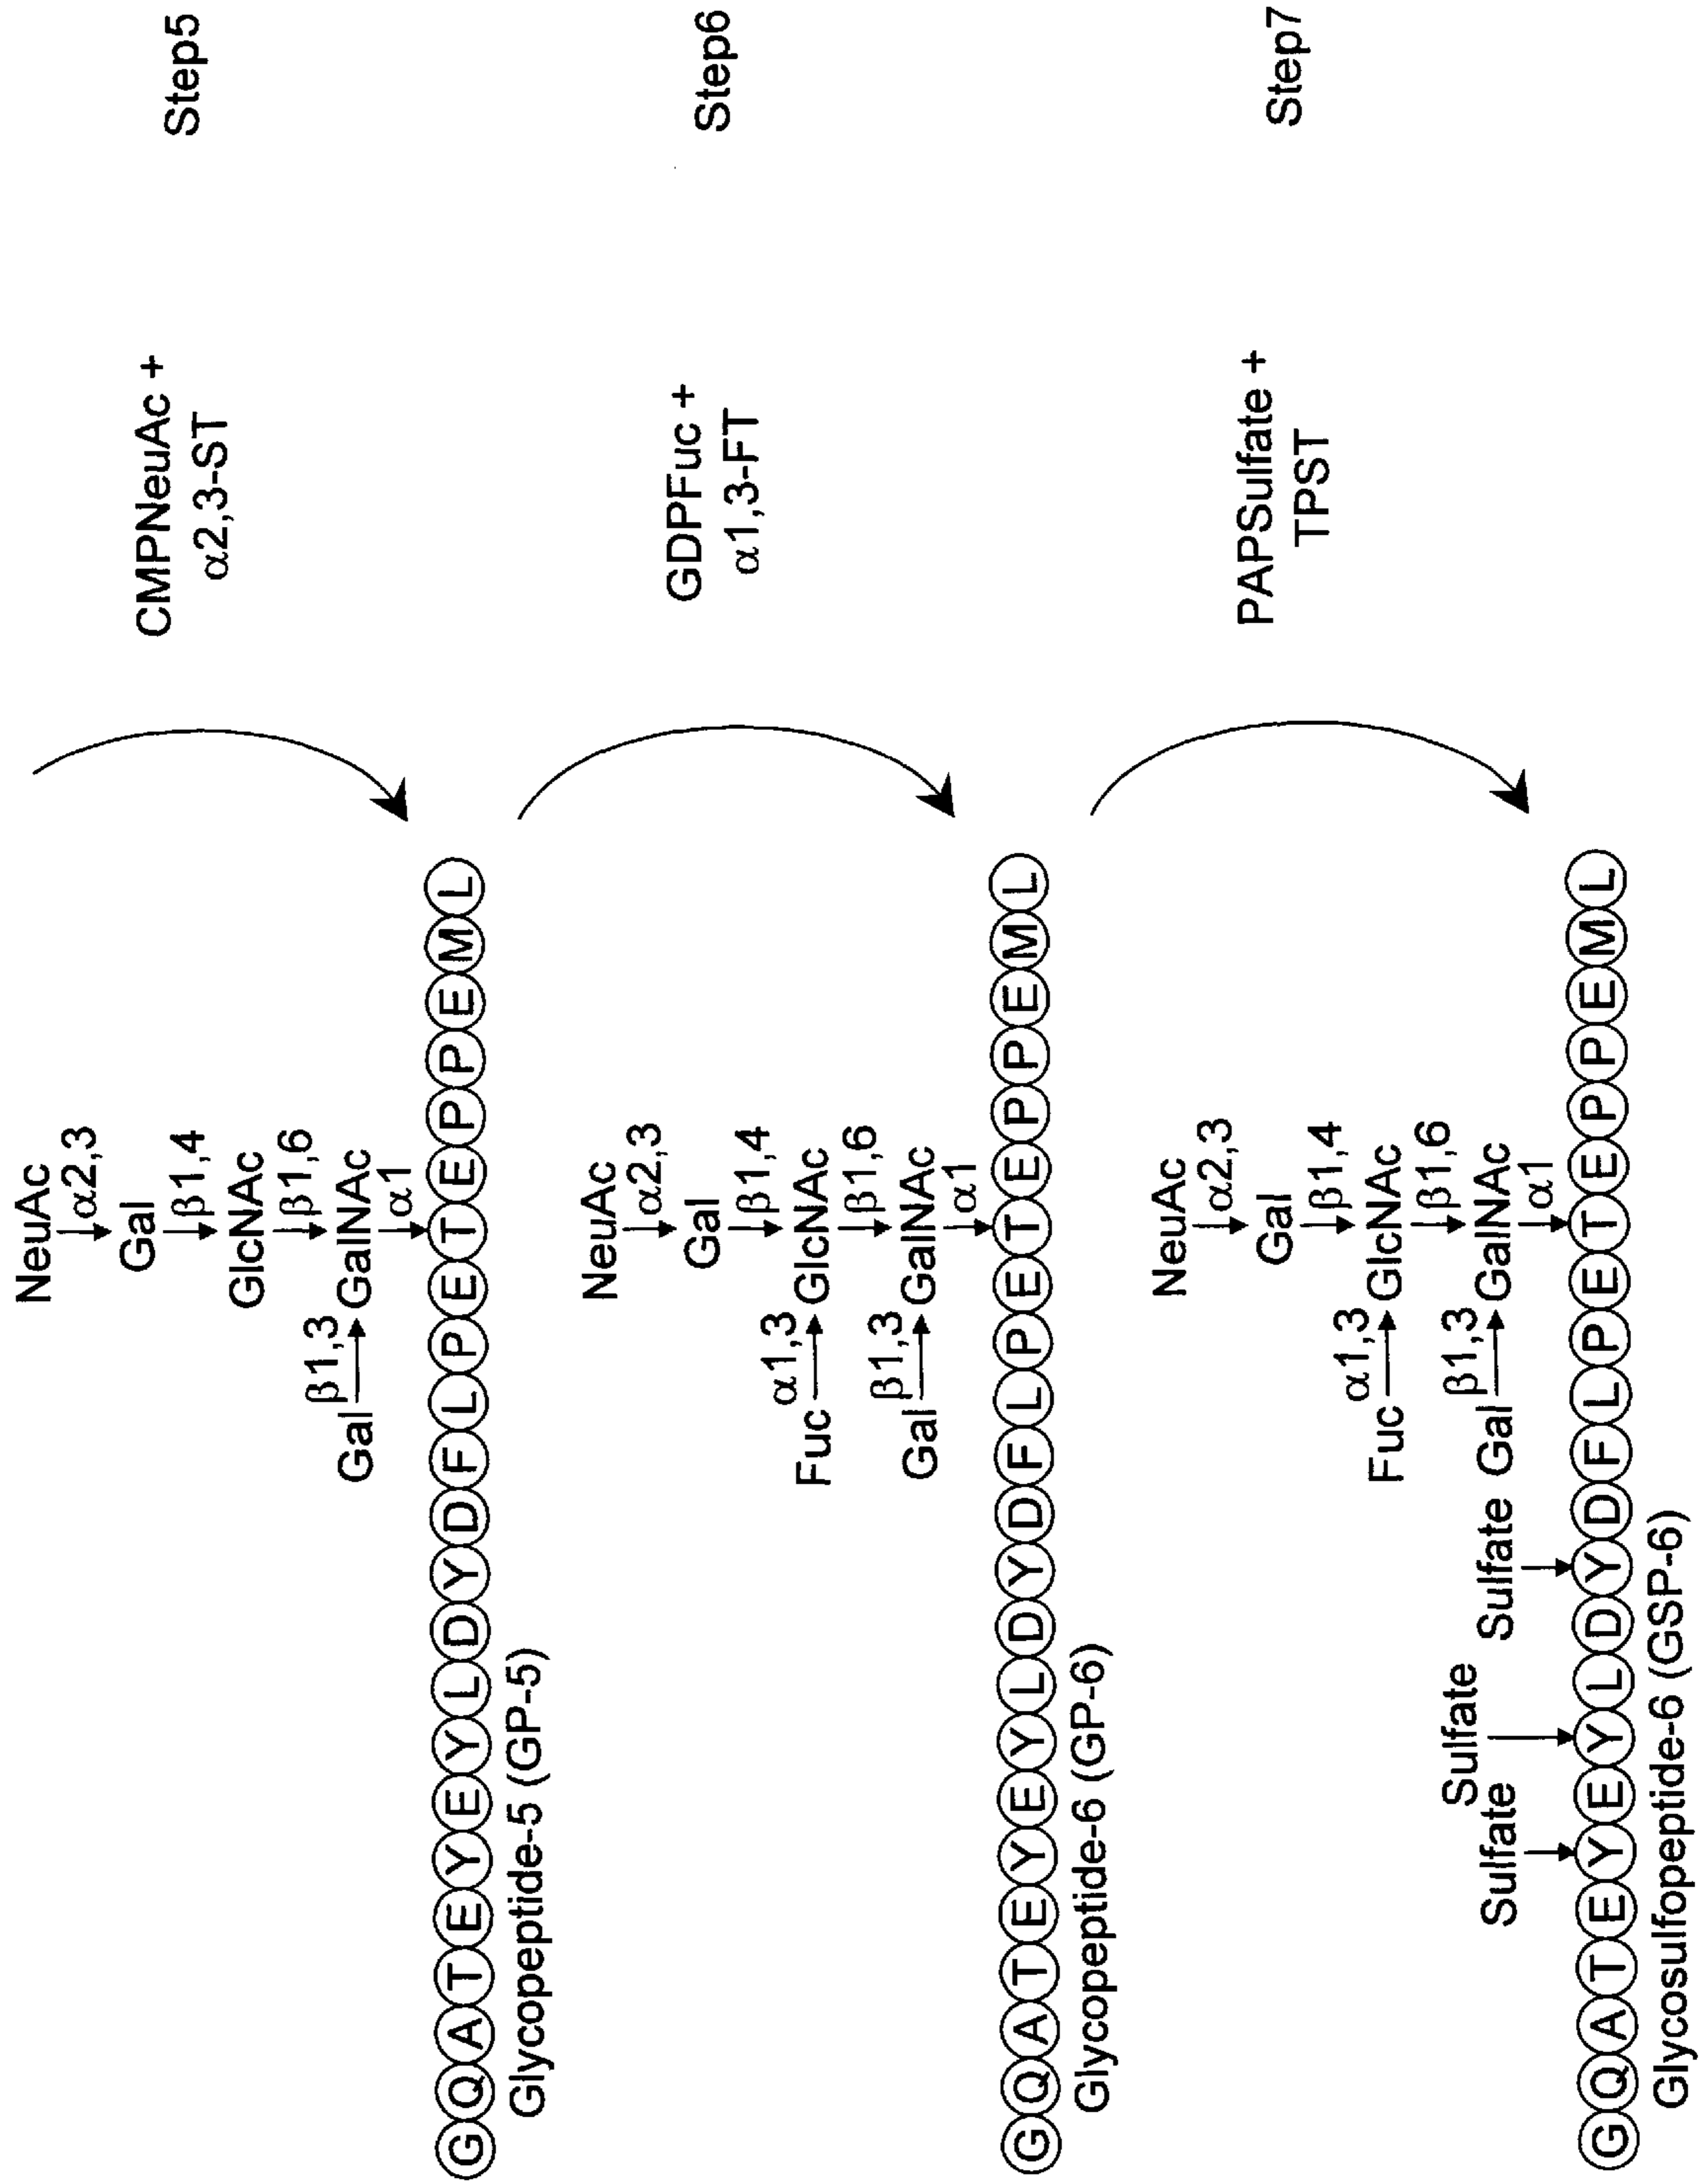 NeuAc
α2,3
Gal
β1,4
GlcNAc
β1,6
Gal β1,3 GalNAc
α1
GQATEYEYLDYDFLPETEPPEML
Glycopeptide-5 (GP-5)
CMPNeuAc +
α2,3-ST
Step5
NeuAc
α2,3
Gal
β1,4
Fuc α1,3 GlcNAc
β1,6
Gal β1,3 GalNAc
α1
GQATEYEYLDYDFLPETEPPEML
Glycopeptide-6 (GP-6)
GDPFuc +
α1,3-FT
Step6
NeuAc
α2,3
Gal
β1,4
Fuc α1,3 GlcNAc
β1,6
Sulfate
Sulfate Sulfate Gal β1,3 GalNAc
α1
GQATEYEYLDYDFLPETEPPEML
Glycosulfopeptide-6 (GSP-6)
PAPSulfate +
TPST
Step7